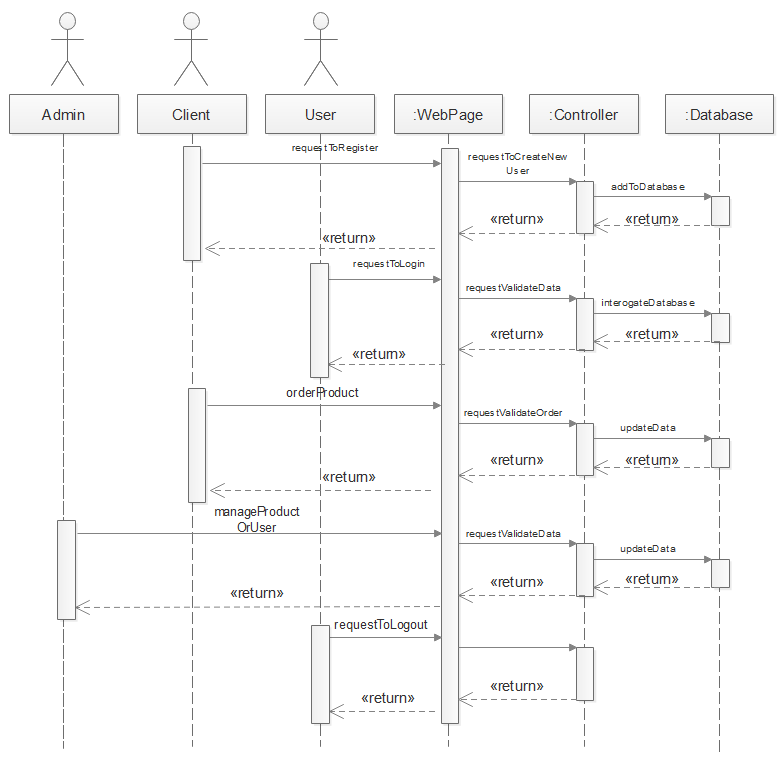 Admin
Client
User
:WebPage
:Controller
:Database
requestToRegister
requestToCreateNew
User
addToDatabase
«return»
«return»
«return»
requestToLogin
requestValidateData
interogateDatabase
«return»
«return»
«return»
orderProduct
requestValidateOrder
updateData
«return»
«return»
«return»
manageProduct
OrUser
requestValidateData
updateData
«return»
«return»
«return»
requestToLogout
«return»
«return»